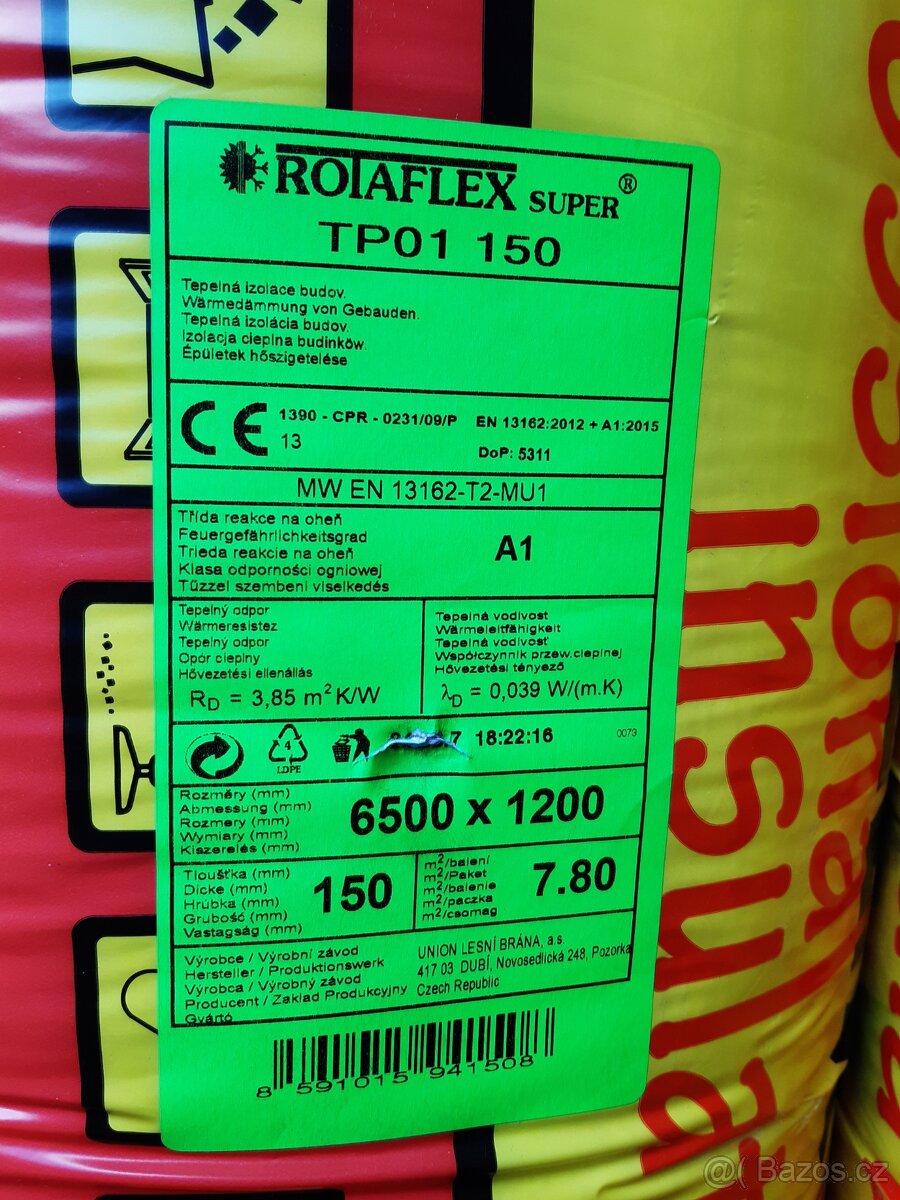 ROTAFLEX SUPER ®
TP01 150
Tepelná izolace budov.
Wärmedämmung von Gebauden.
Tepelná izolácia budov.
Izolacja cieplna budinków.
Épületek hőszigetelése
CE 1390 - CPR - 0231/09/P EN 13162:2012 + A1:2015
13 DoP: 5311
MW EN 13162-T2-MU1
Třída reakce na oheň
Feuergefährlichkeitsgrad
Trieda reakcie na oheň
Klasa odporności ogniowej
Tűzzel szembeni viselkedés
A1
Tepelný odpor
Wärmeresistez
Tepelný odpor
Opór cieplny
Hővezetési ellenállás
R_D = 3,85 m² K/W
Tepelná vodivost
Wärmeleitfähigkeit
Tepelná vodivosť
Współczynnik przew.cieplnej
Hővezetési tényező
λ_D = 0,039 W/(m.K)
4
LDPE
7 18:22:16
0073
Rozměry (mm)
Abmessung (mm)
Rozmery (mm)
Wymiary (mm)
Kiszerelés (mm)
6500 x 1200
Tloušťka (mm)
Dicke (mm)
Hrúbka (mm)
Grubość (mm)
Vastagság (mm)
150
m²/balení
m²/Paket
m²/balenie
m²/paczka
m²/csomag
7.80
Výrobce / Výrobní závod
Hersteller / Produktionswerk
Výrobca / Výrobný závod
Producent / Zaklad Produkcyjny
Gyártó
UNION LESNÍ BRÁNA, a.s
417 03 DUBÍ, Novosedlická 248, Pozorka
Czech Republic
8 591015 941508
@( Bazos.cz